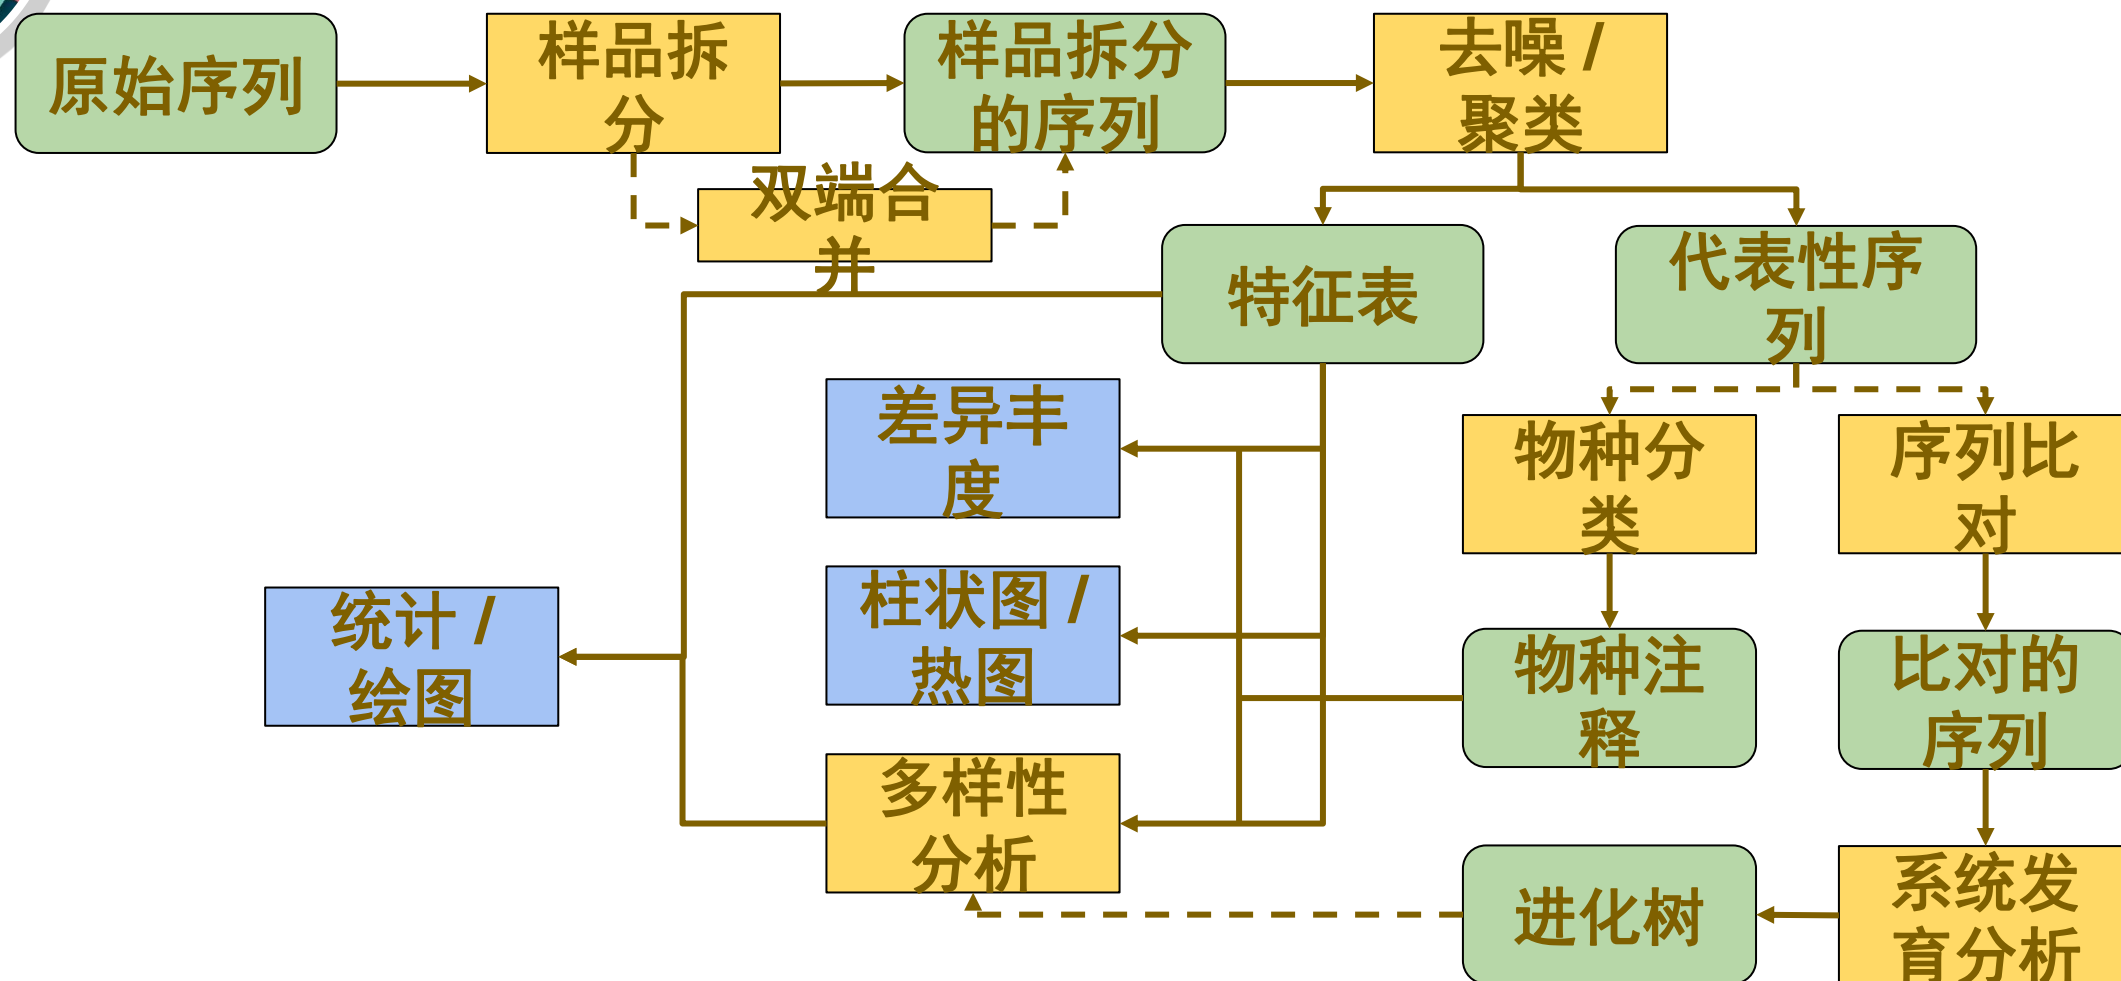 原始序列
样品拆
分
样品拆分
的序列
去噪 /
聚类
双端合
并
特征表
代表性序
列
差异丰
度
物种分
类
序列比
对
柱状图 /
热图
统计 /
绘图
物种注
释
比对的
序列
多样性
分析
进化树
系统发
育分析